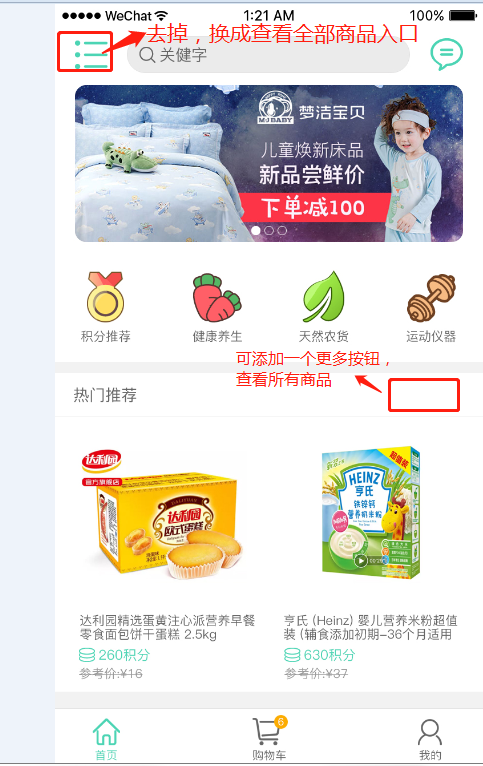 WeChat
1:21 AM
100%
去掉，换成查看全部商品入口
关健字
MJ BABY
梦洁宝贝
儿童焕新床品
新品尝鲜价
下单减100
积分推荐
健康养生
天然农货
运动仪器
可添加一个更多按钮，
查看所有商品
热门推荐
达利园
官方旗舰店
达利园
欧式蛋糕
超值装
HEINZ
亨氏
铁锌钙
营养奶米粉
00:29
达利园精选蛋黄注心派营养早餐
零食面包饼干蛋糕 2.5kg
260积分
参考价:¥16
亨氏 (Heinz) 婴儿营养米粉超值
装 (辅食添加初期-36个月适用
630积分
参考价:¥37
6
首页
购物车
我的